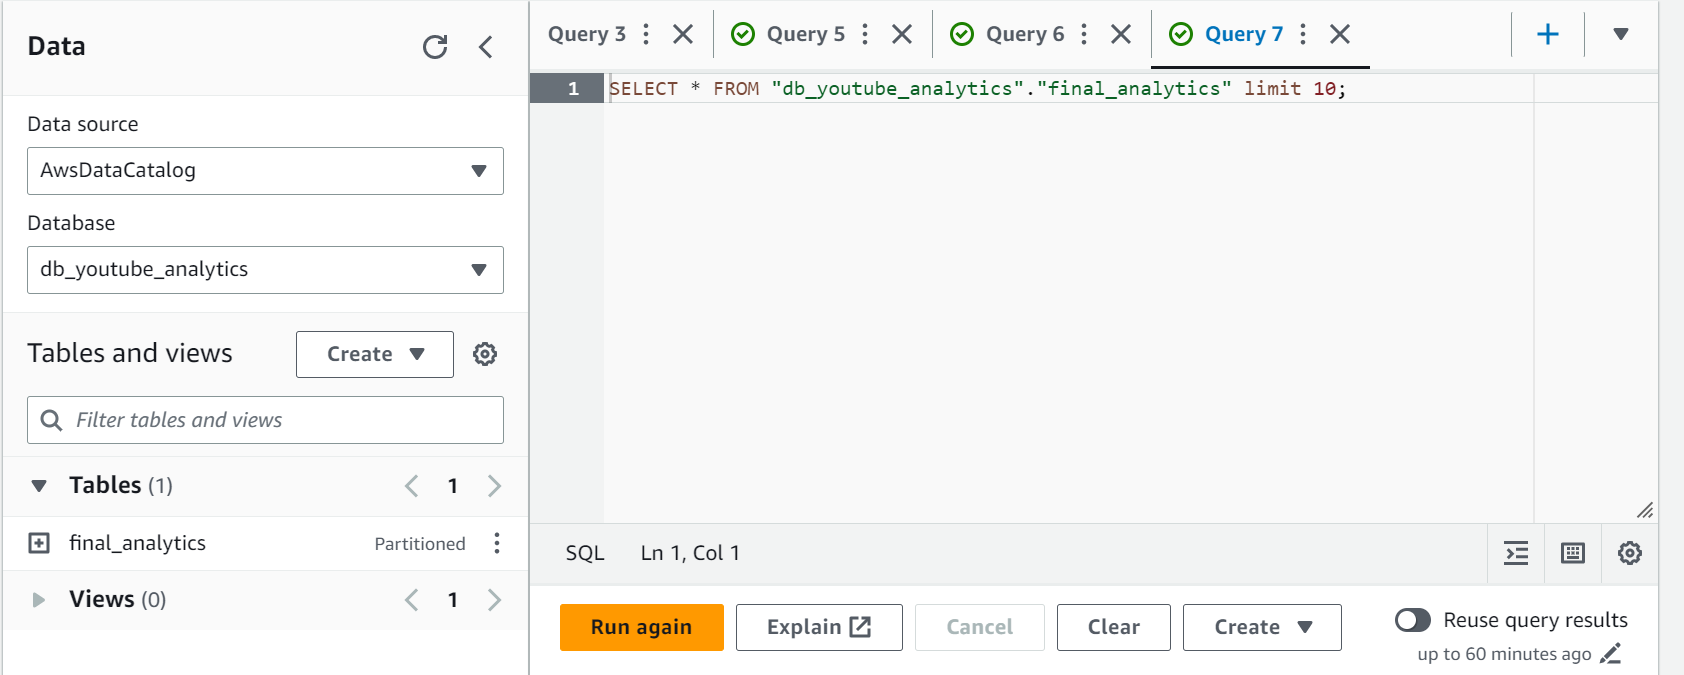 Data
Data source
AwsDataCatalog
Database
db_youtube_analytics
Tables and views
Create
Filter tables and views
Tables (1)
1
final_analytics
Partitioned
Views (0)
1
Query 3
Query 5
Query 6
Query 7
1
SELECT * FROM "db_youtube_analytics"."final_analytics" limit 10;
SQL
Ln 1, Col 1
Run again
Explain
Cancel
Clear
Create
Reuse query results
up to 60 minutes ago